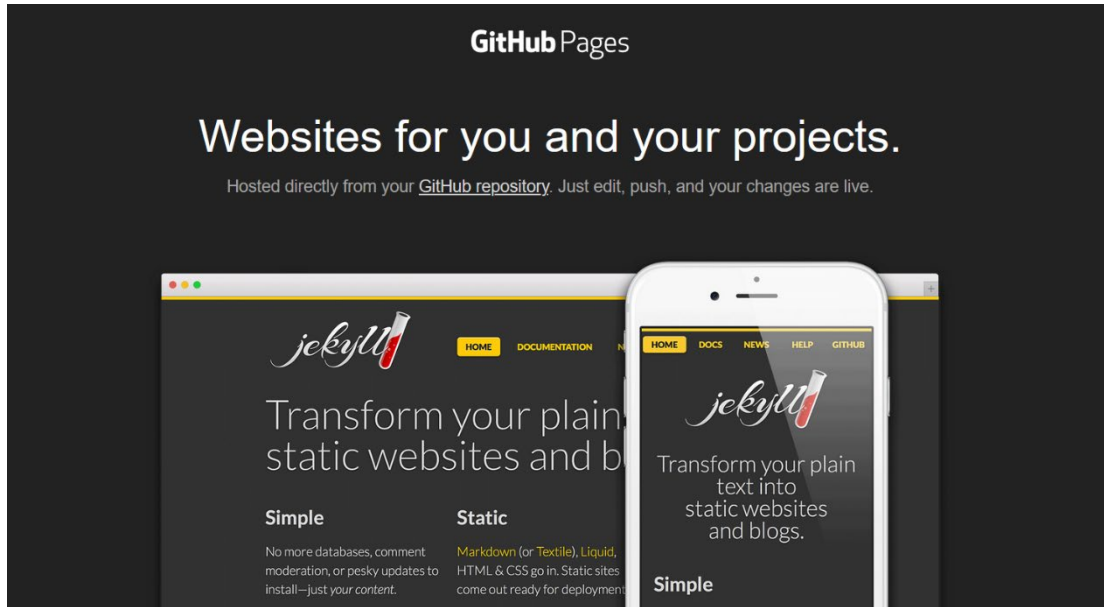 GitHub Pages
Websites for you and your projects.
Hosted directly from your GitHub repository. Just edit, push, and your changes are live.
jekyll
HOME DOCUMENTATION N
Transform your plain
static websites and b
Simple
No more databases, comment
moderation, or pesky updates to
install—just your content.
Static
Markdown (or Textile), Liquid,
HTML & CSS go in. Static sites
come out ready for deployment
HOME DOCS NEWS HELP GITHUB
jekyll
Transform your plain
text into
static websites
and blogs.
Simple